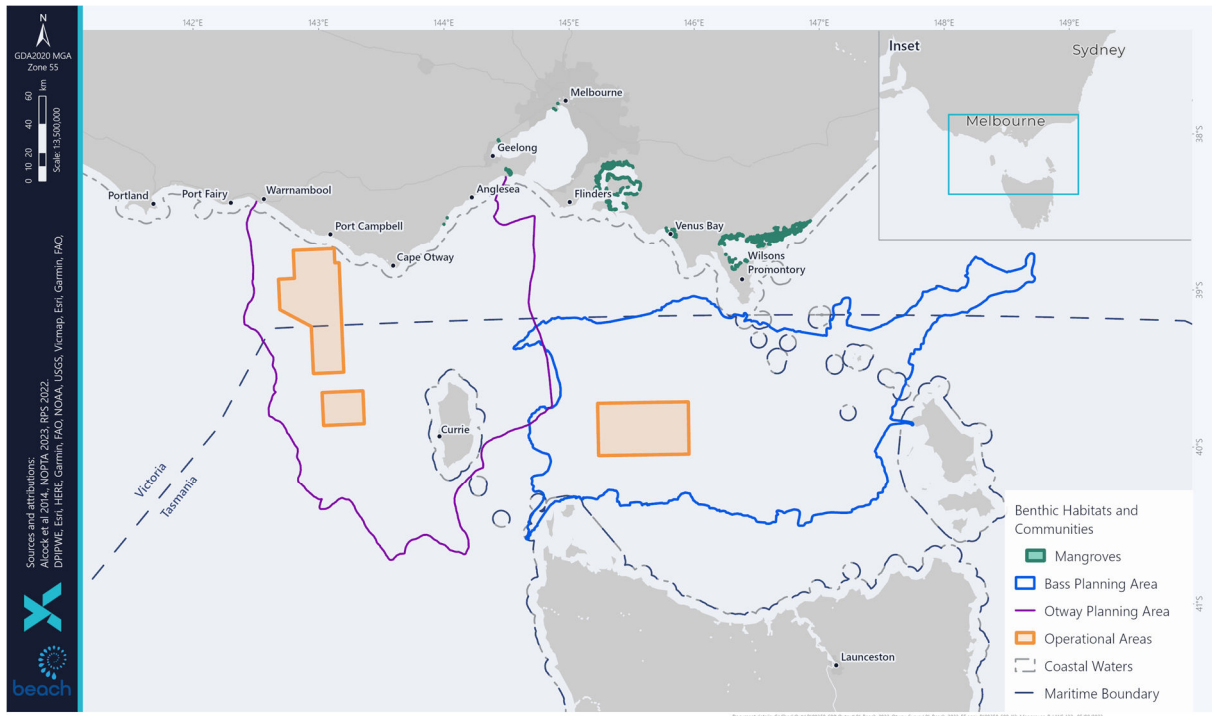 N
GDA2020 MGA
Zone 55
0 10 20 40 60 km
Scale: 1:3,500,000
Sources and attributions:
Alcock et al 2014., NOPTA 2023, RPS 2022.
DPIPWE, Esri, HERE, Garmin, FAO, NOAA, USGS, Vicmap, Esri, Garmin, FAO,
beach
142°E
143°E
144°E
145°E
146°E
147°E
148°E
149°E
38°S
39°S
40°S
41°S
Inset
Sydney
Melbourne
Melbourne
Geelong
Portland
Port Fairy
Warrnambool
Anglesea
Flinders
Port Campbell
Venus Bay
Cape Otway
Wilsons
Promontory
Currie
Victoria
Tasmania
Launceston
Benthic Habitats and
Communities
Mangroves
Bass Planning Area
Otway Planning Area
Operational Areas
Coastal Waters
Maritime Boundary